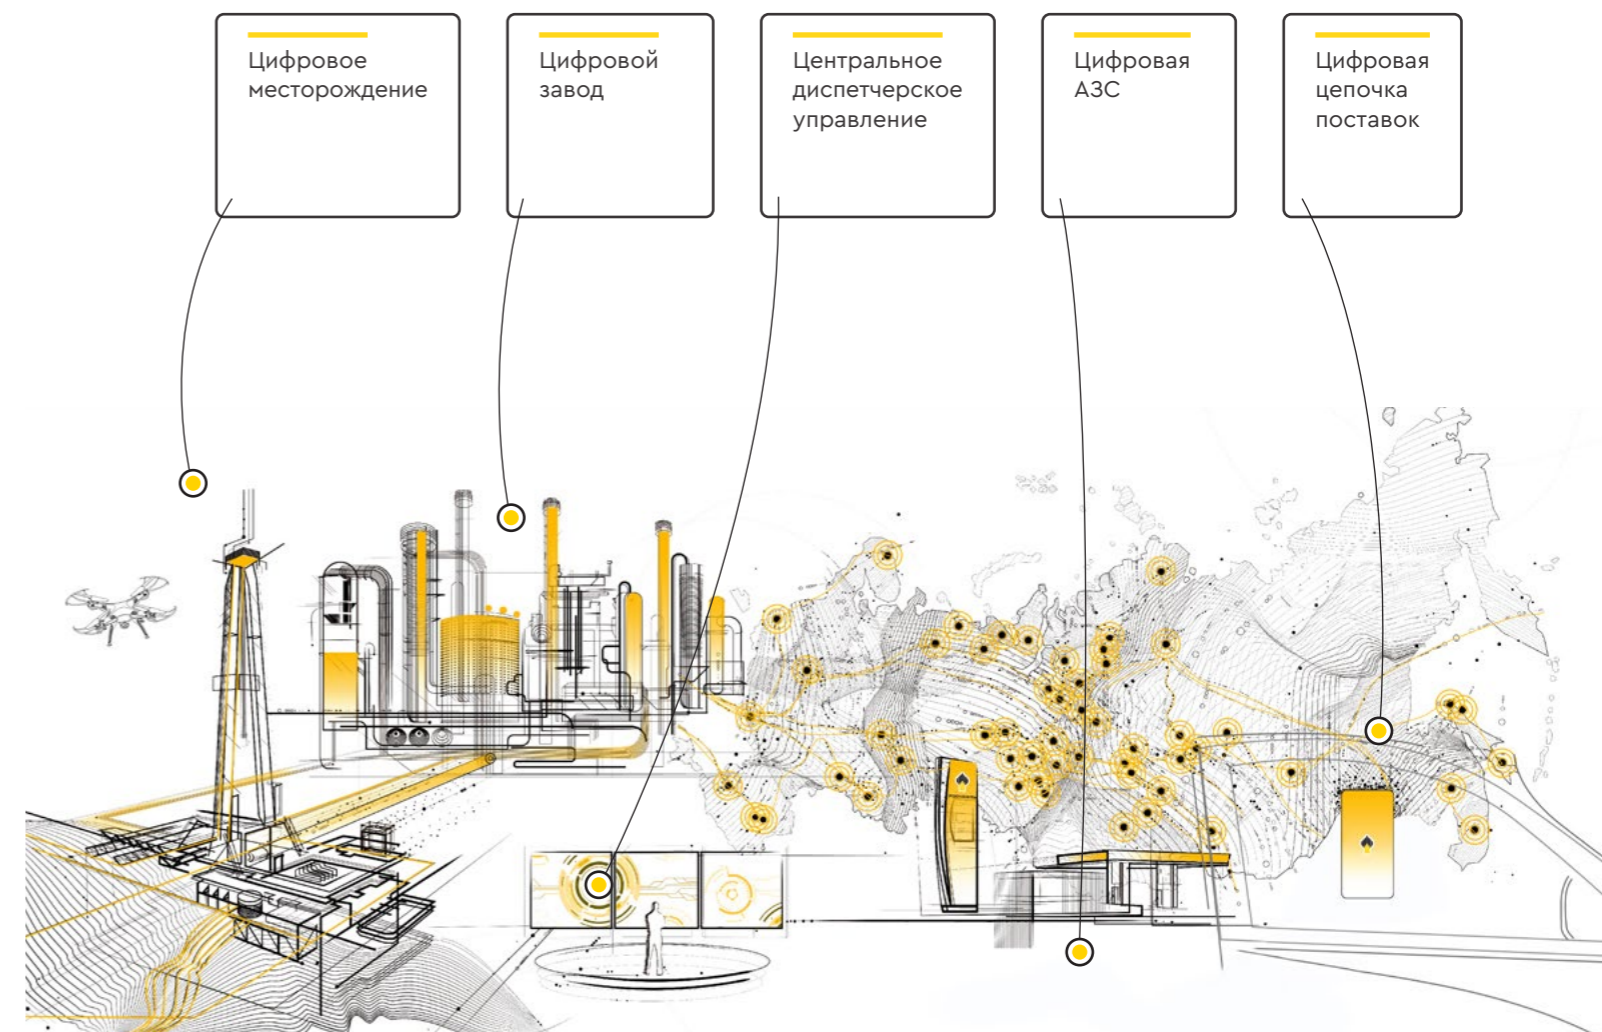 Цифровое
месторождение
Цифровой
завод
Центральное
диспетчерское
управление
Цифровая
АЗС
Цифровая
цепочка
поставок